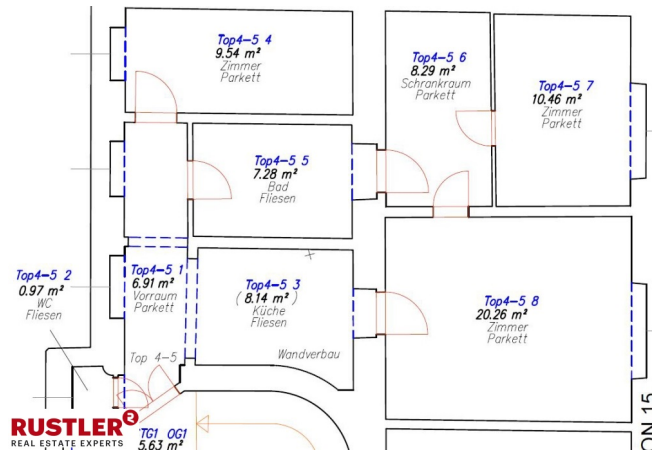 Top4-5 4
9.54 m²
Zimmer
Parkett
Top4-5 6
8.29 m²
Schrankraum
Parkett
Top4-5 7
10.46 m²
Zimmer
Parkett
Top4-5 5
7.28 m²
Bad
Fliesen
Top4-5 2
0.97 m²
WC
Fliesen
Top4-5 1
6.91 m²
Vorraum
Parkett
Top4-5 3
( 8.14 m² )
Küche
Fliesen
Top4-5 8
20.26 m²
Zimmer
Parkett
Top 4-5
Wandverbau
RUSTLER
REAL ESTATE EXPERTS
TG1 OG1
5.63 m²
ON 15